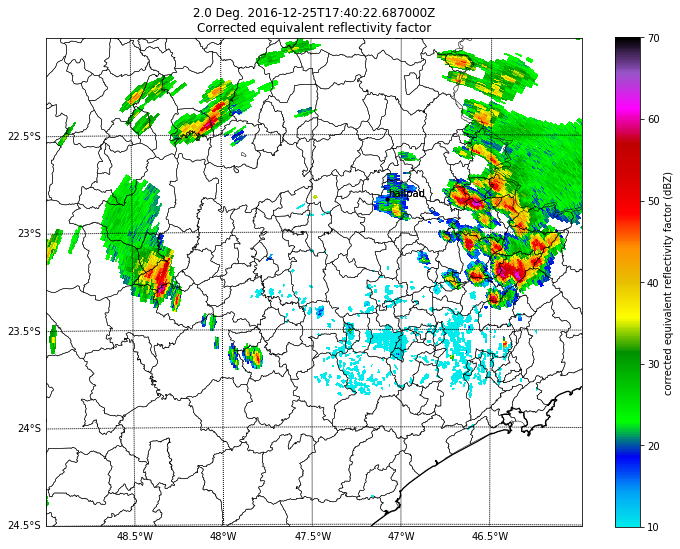 2.0 Deg. 2016-12-25T17:40:22.687000Z
Corrected equivalent reflectivity factor
22.5°S
23°S
23.5°S
24°S
24.5°S
48.5°W
48°W
47.5°W
47°W
46.5°W
70
60
50
40
30
20
10
corrected equivalent reflectivity factor (dBZ)